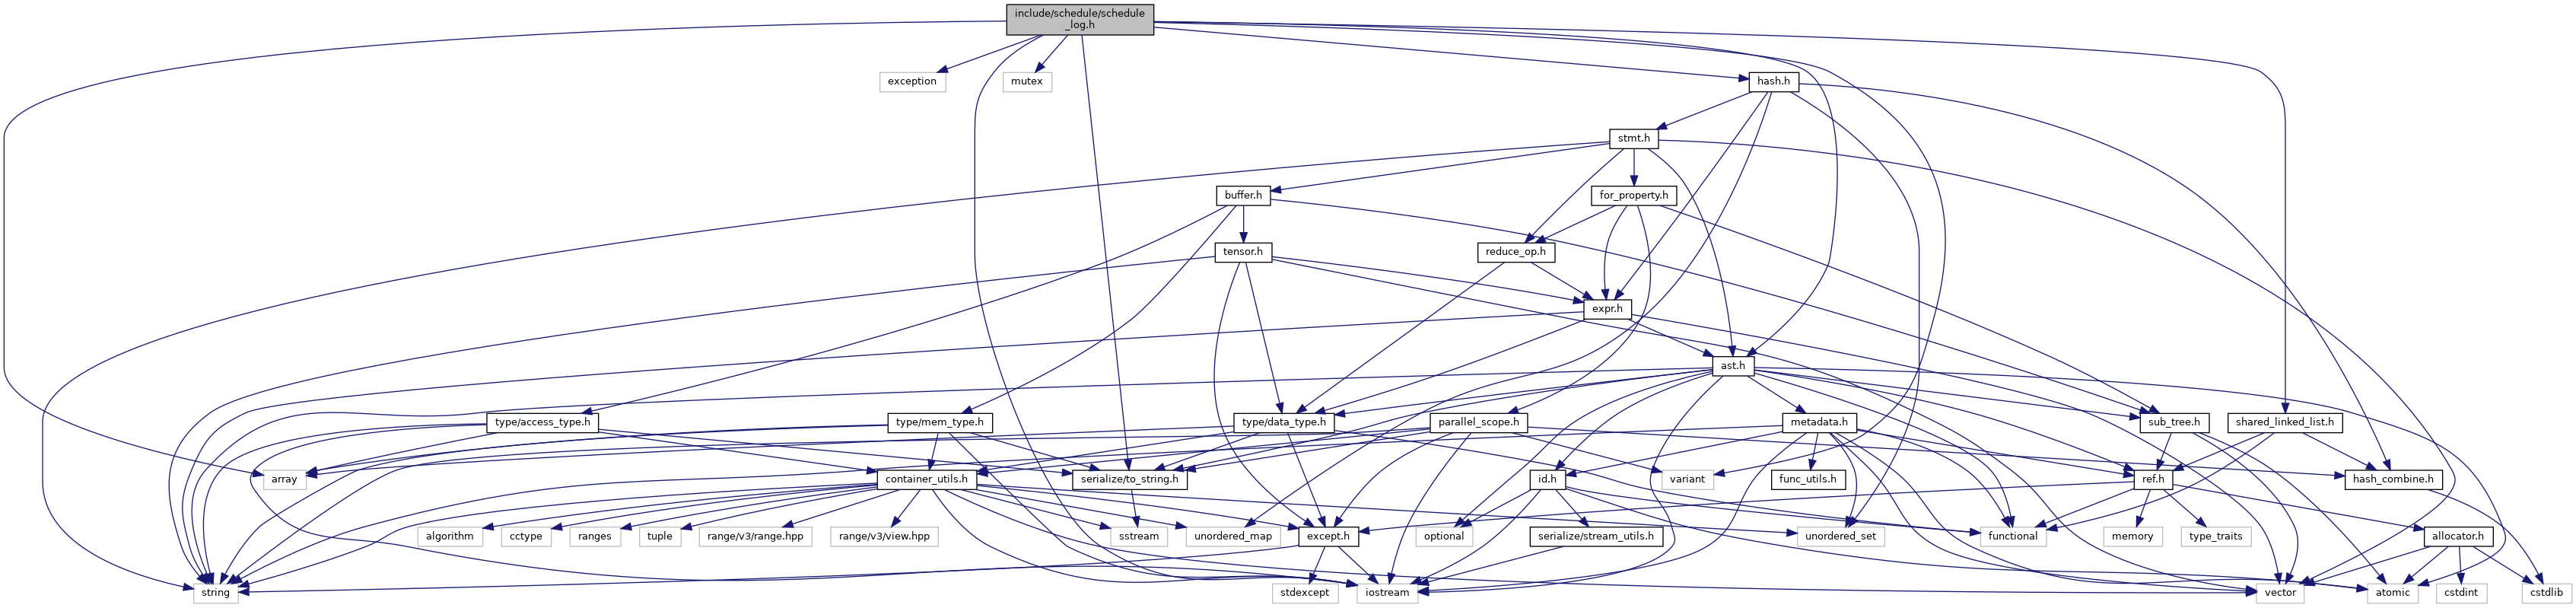 include/schedule/schedule
_log.h
exception
mutex
hash.h
stmt.h
buffer.h
for_property.h
tensor.h
reduce_op.h
expr.h
ast.h
type/access_type.h
type/mem_type.h
type/data_type.h
parallel_scope.h
metadata.h
sub_tree.h
shared_linked_list.h
array
container_utils.h
serialize/to_string.h
variant
func_utils.h
id.h
ref.h
hash_combine.h
algorithm
cctype
ranges
tuple
range/v3/range.hpp
range/v3/view.hpp
sstream
unordered_map
except.h
optional
serialize/stream_utils.h
unordered_set
functional
memory
type_traits
allocator.h
string
stdexcept
iostream
vector
atomic
cstdint
cstdlib